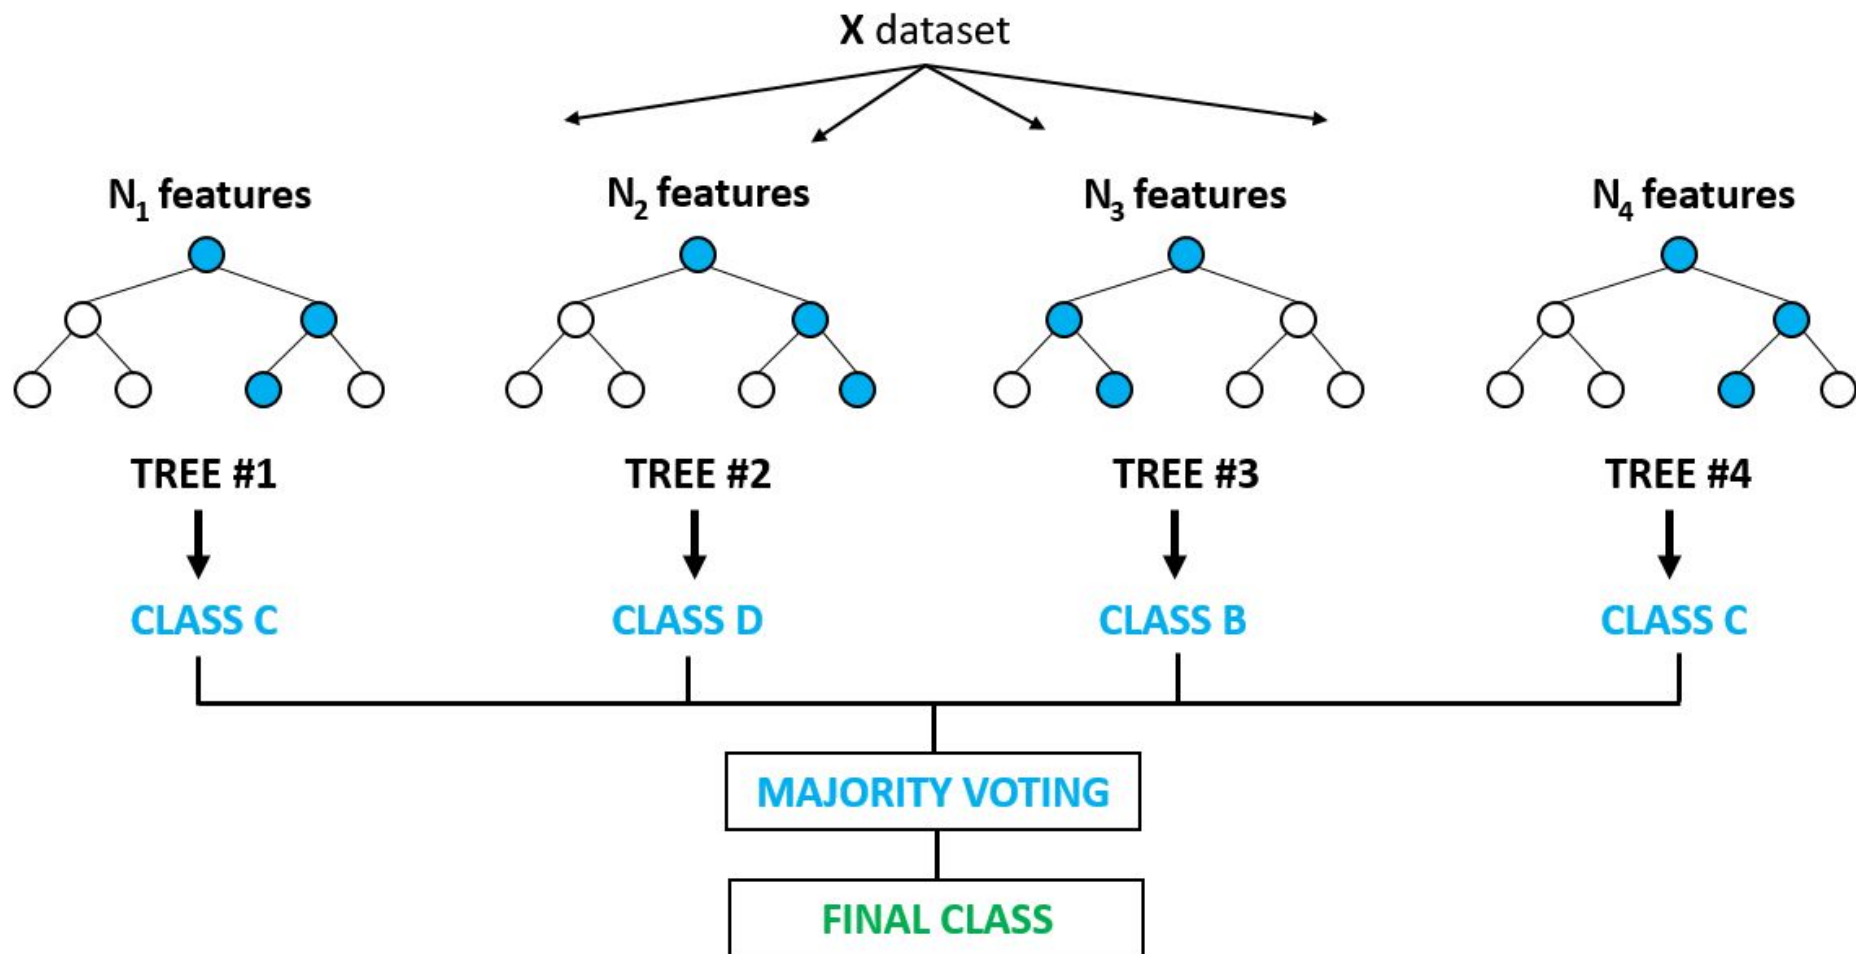 X dataset
N₁ features
N₂ features
N₃ features
N₄ features
TREE #1
TREE #2
TREE #3
TREE #4
CLASS C
CLASS D
CLASS B
CLASS C
MAJORITY VOTING
FINAL CLASS